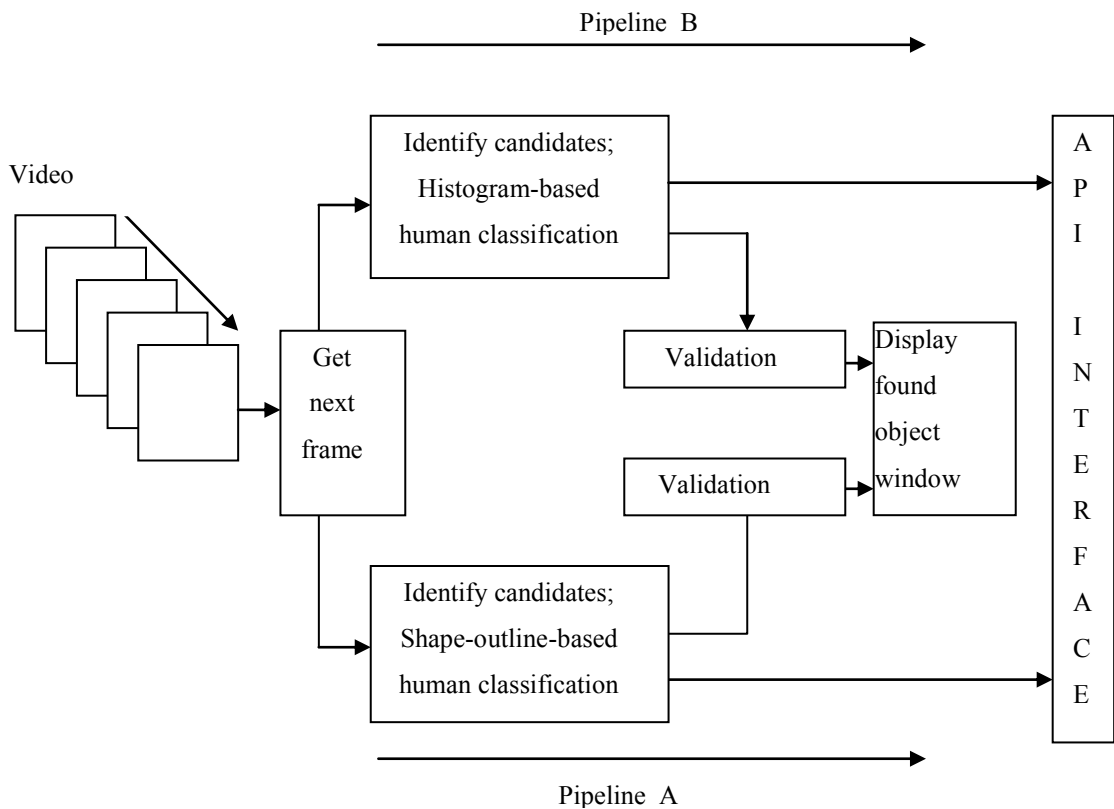 Pipeline B
Video
Identify candidates;
Histogram-based
human classification
Get
next
frame
Validation
Validation
Display
found
object
window
Identify candidates;
Shape-outline-based
human classification
A
P
I
I
N
T
E
R
F
A
C
E
Pipeline A